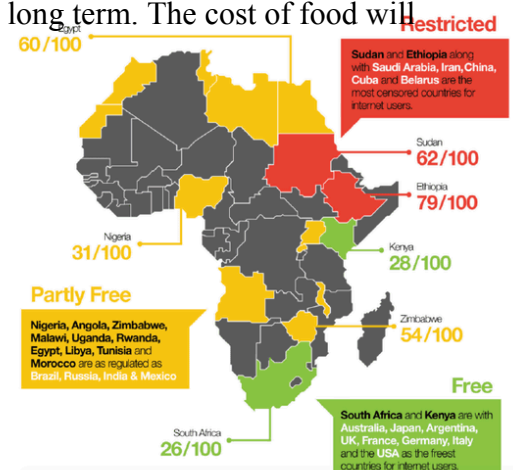 long term. The cost of food will
Egypt
60/100
Restricted
Sudan and Ethiopia along
with Saudi Arabia, Iran, China,
Cuba and Belarus are the
most censored countries for
internet users.
Sudan
62/100
Ethiopia
79/100
Nigeria
31/100
Kenya
28/100
Partly Free
Nigeria, Angola, Zimbabwe,
Malawi, Uganda, Rwanda,
Egypt, Libya, Tunisia and
Morocco are as regulated as
Brazil, Russia, India & Mexico
Zimbabwe
54/100
Free
South Africa
26/100
South Africa and Kenya are with
Australia, Japan, Argentina,
UK, France, Germany, Italy
and the USA as the freest
countries for internet users.